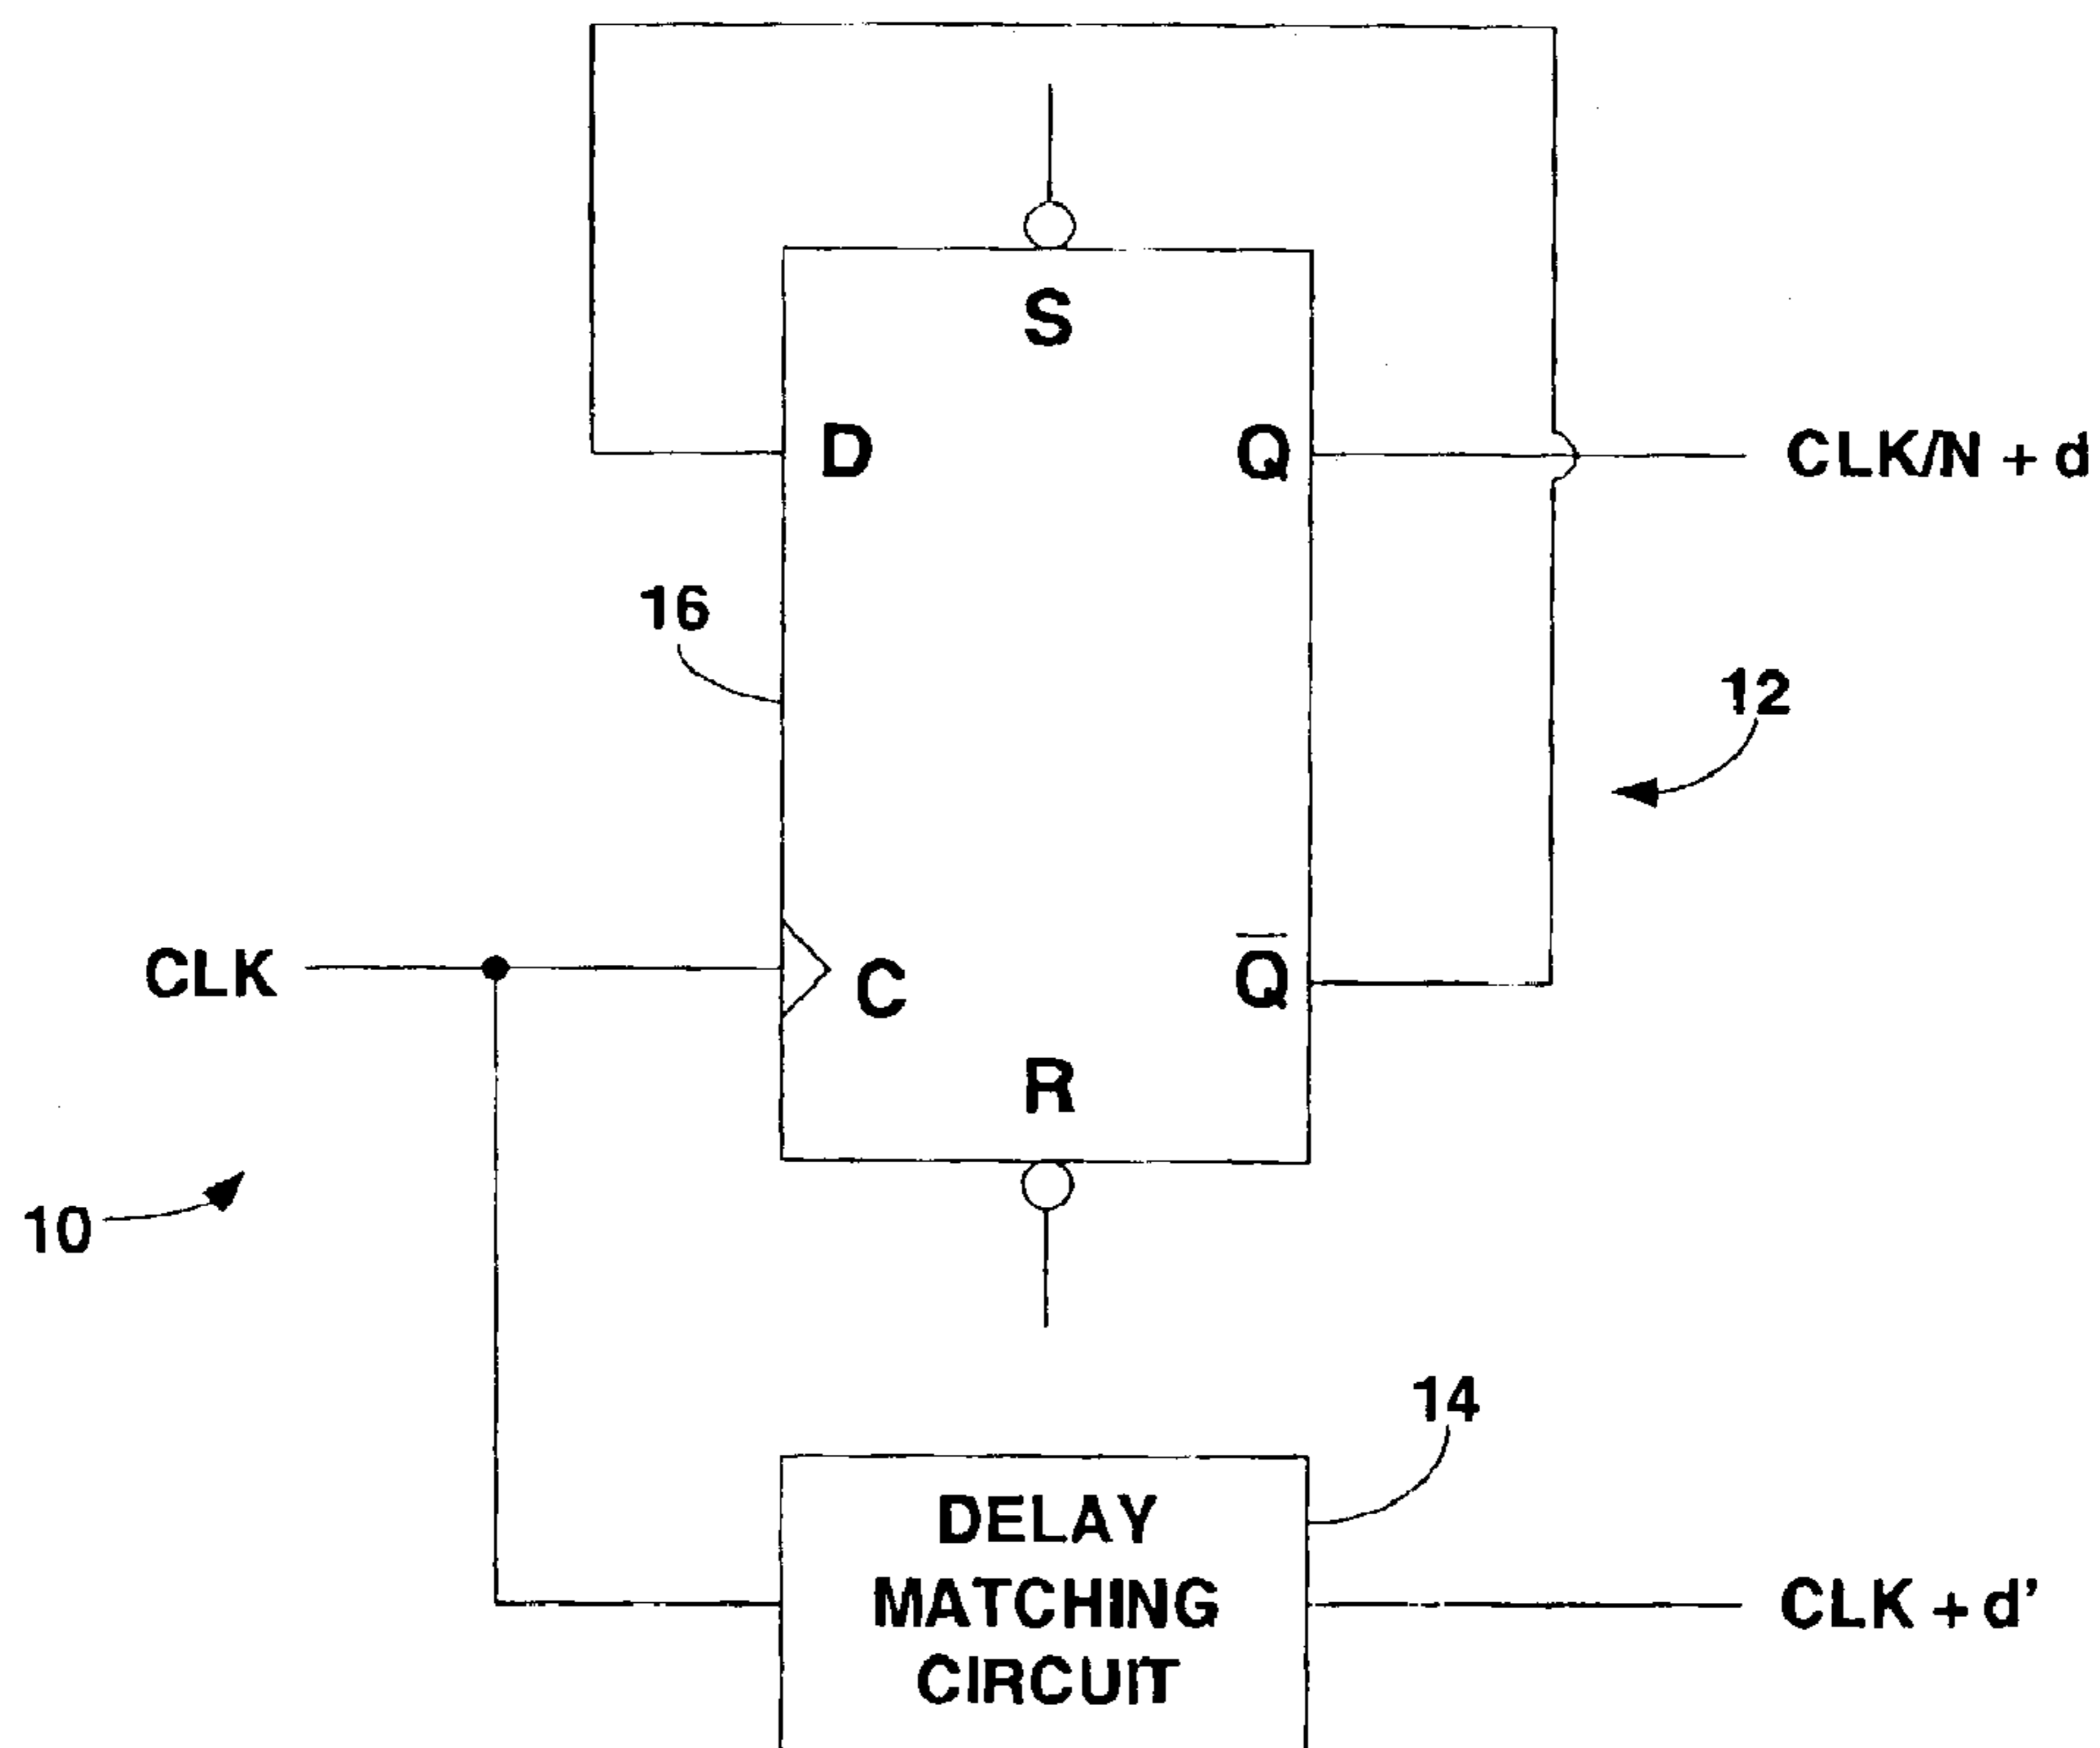 S
D
Q
CLK/N + d
16
12
CLK
C
Q̅
R
10
14
DELAY
MATCHING
CIRCUIT
CLK + d'